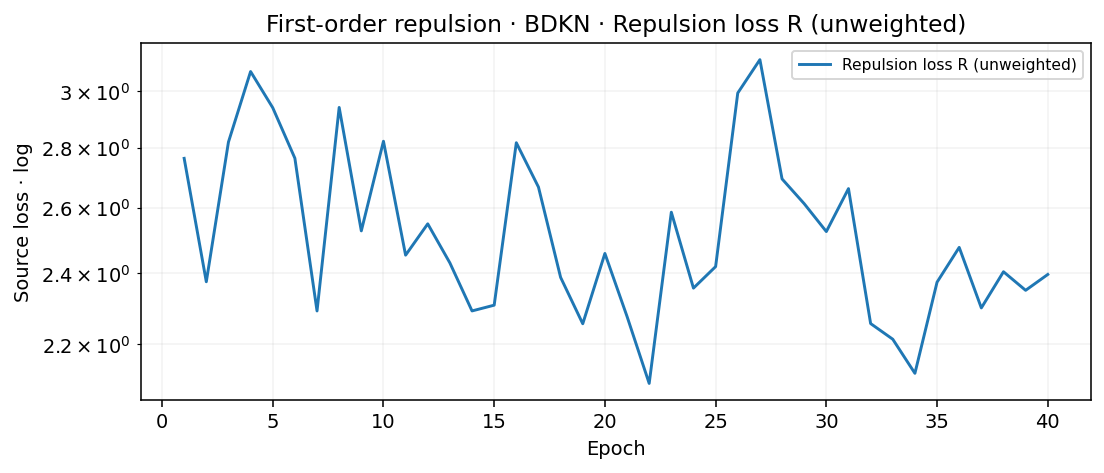 First-order repulsion · BDKN · Repulsion loss R (unweighted)
Repulsion loss R (unweighted)
Source loss · log
3 × 10⁰
2.8 × 10⁰
2.6 × 10⁰
2.4 × 10⁰
2.2 × 10⁰
0 5 10 15 20 25 30 35 40
Epoch